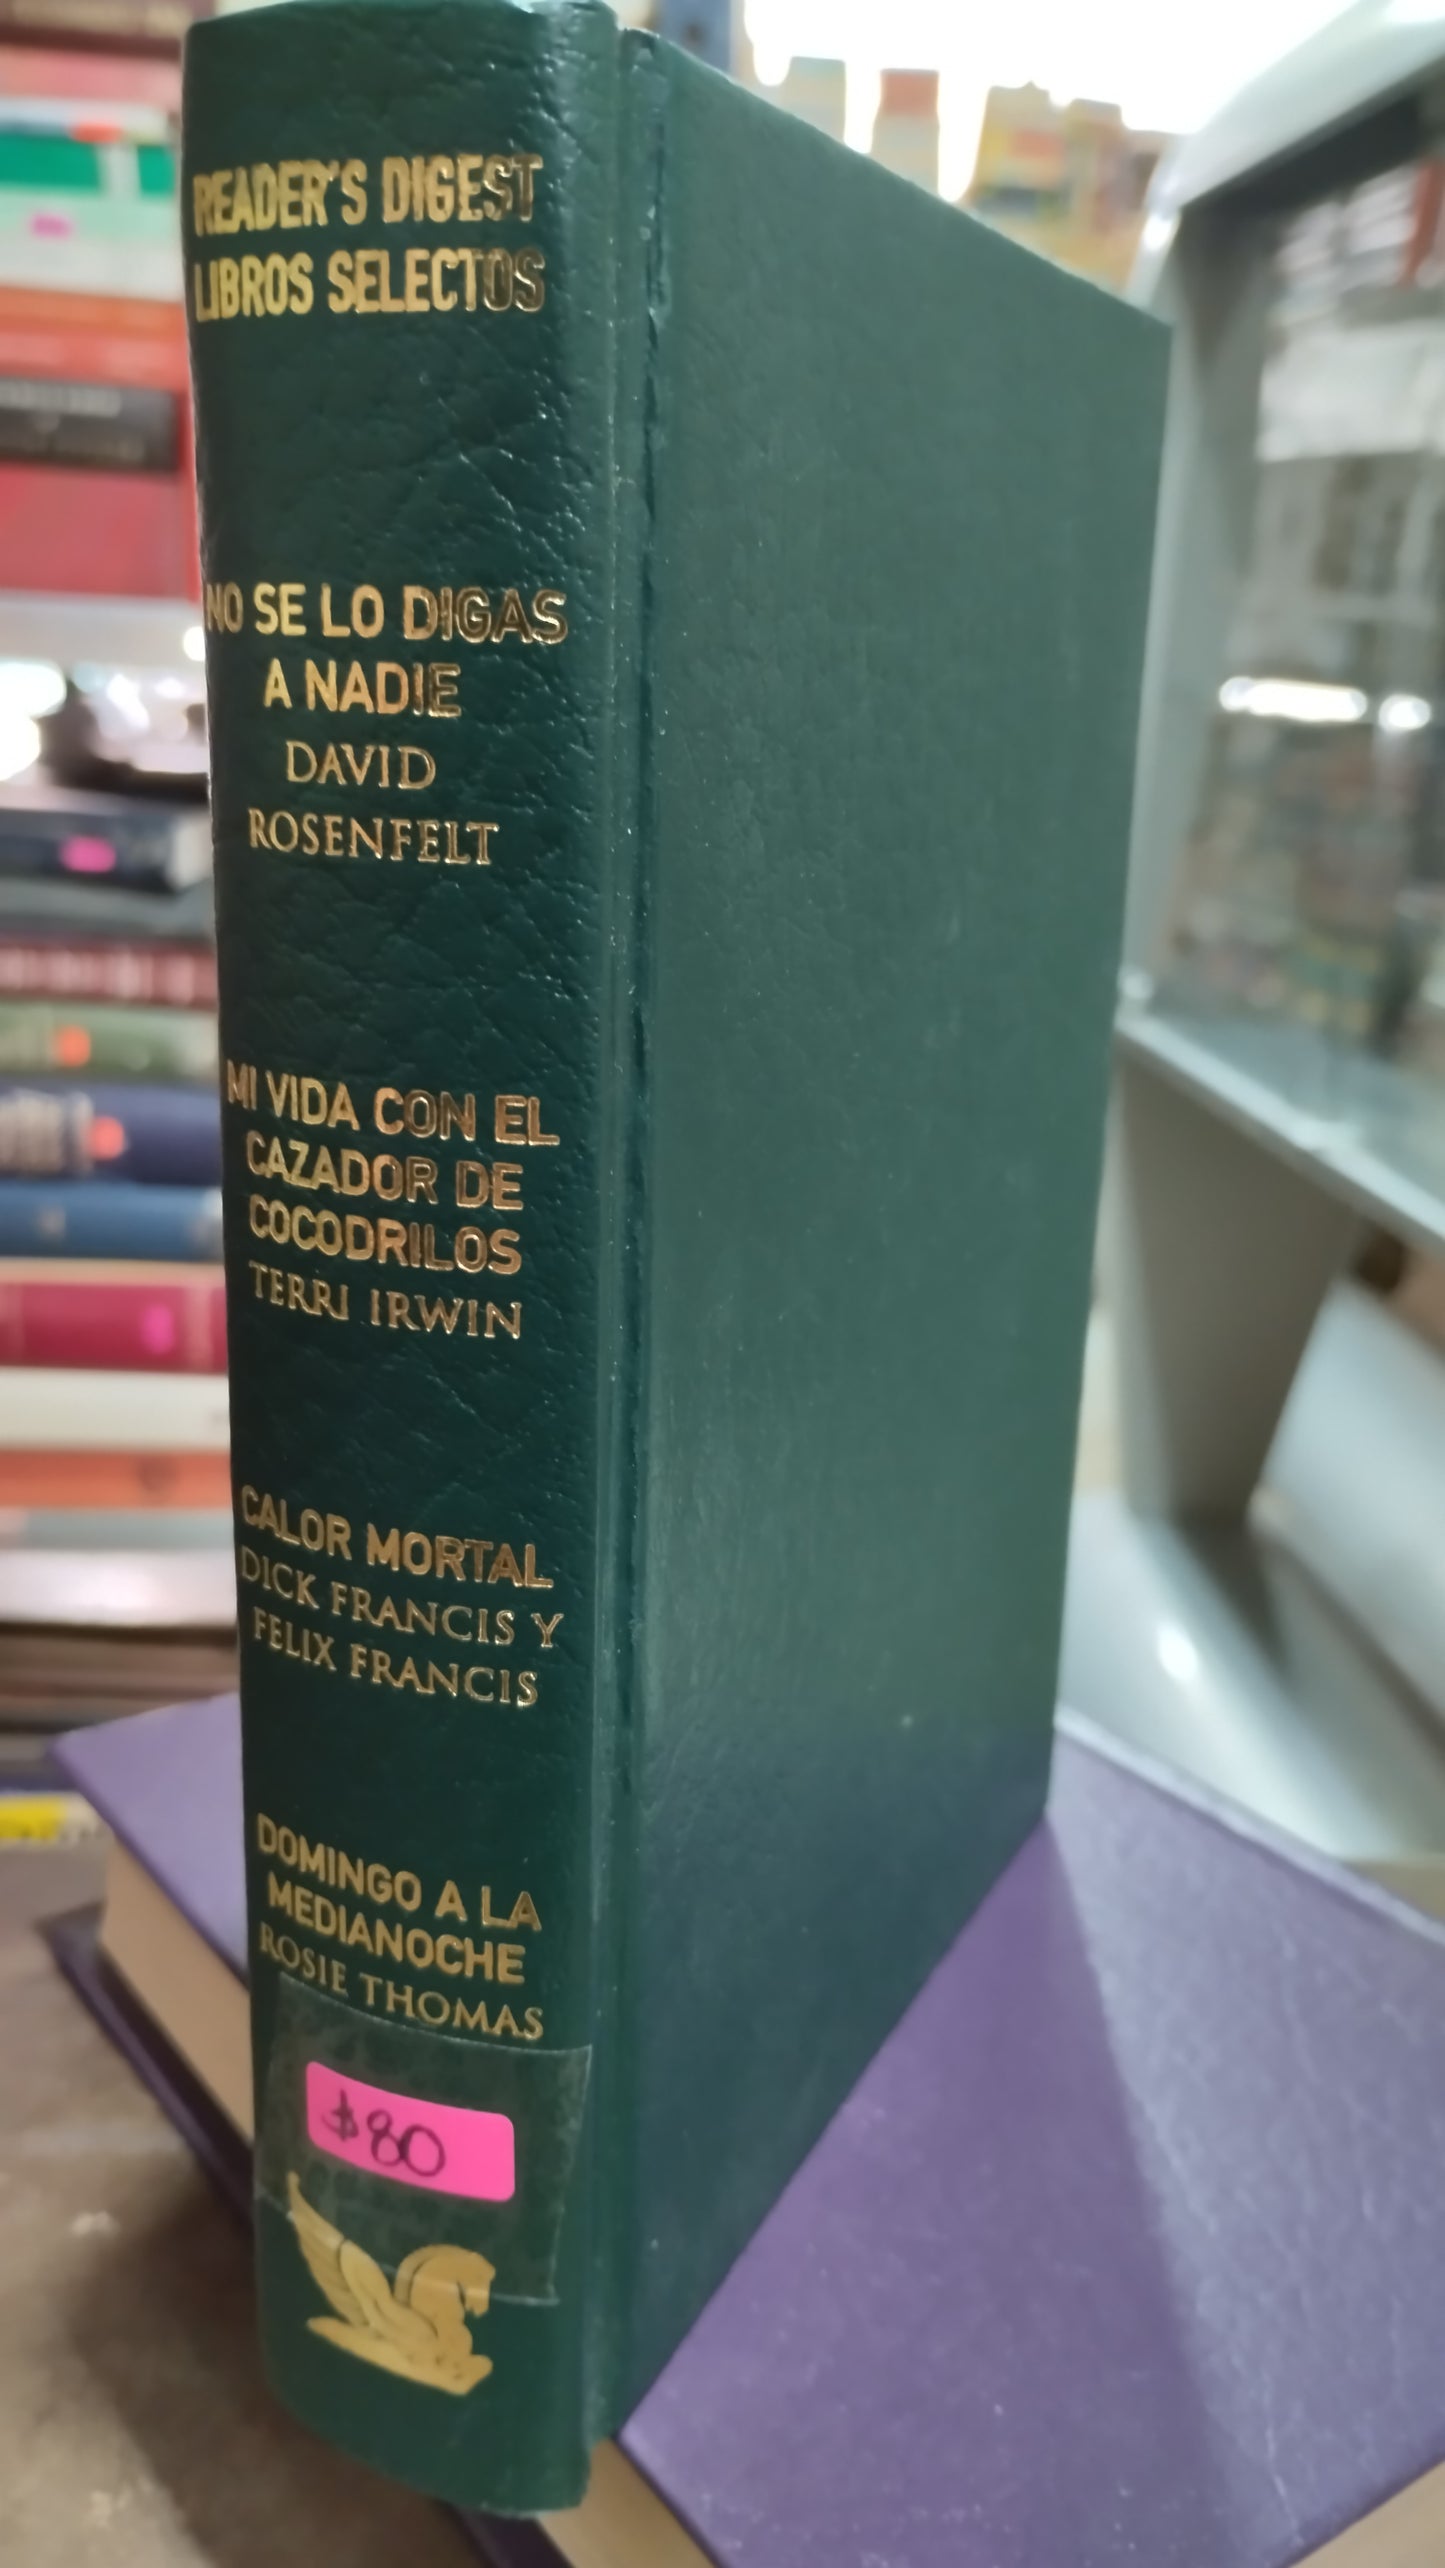 READER'S DIGEST
LIBROS SELECTOS
NO SE LO DIGAS
A NADIE
DAVID
ROSENFELT
MI VIDA CON EL
CAZADOR DE
COCODRILOS
TERRI IRWIN
CALOR MORTAL
DICK FRANCIS Y
FELIX FRANCIS
DOMINGO A LA
MEDIANOCHE
ROSIE THOMAS
$80